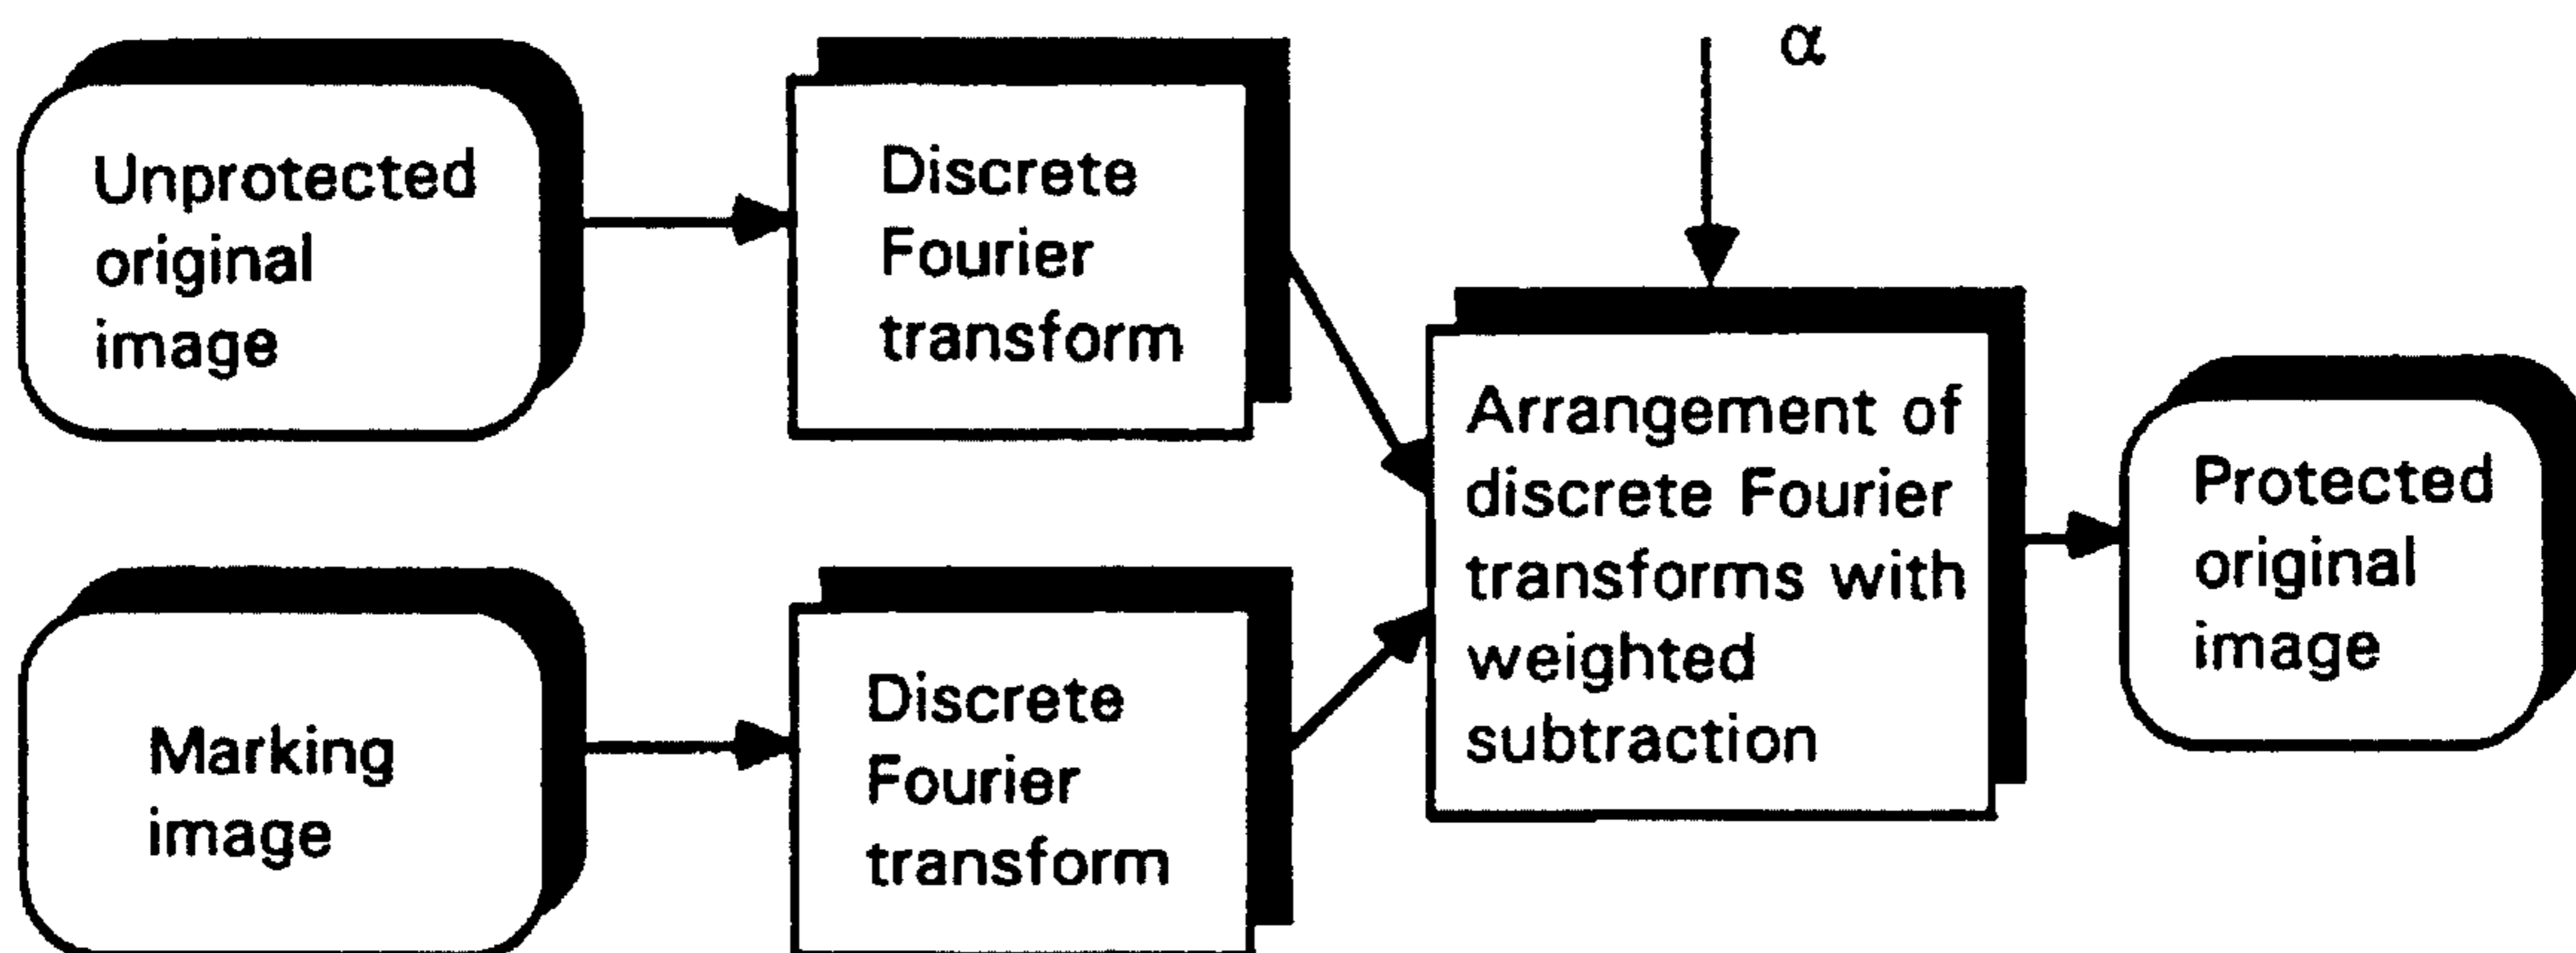 Unprotected
original
image
Discrete
Fourier
transform
α
Marking
image
Discrete
Fourier
transform
Arrangement of
discrete Fourier
transforms with
weighted
subtraction
Protected
original
image